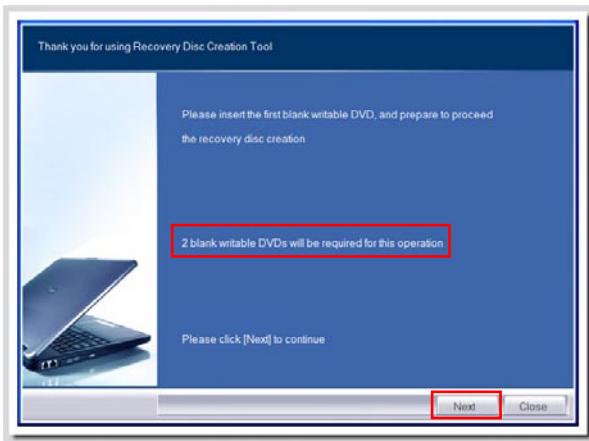 Thank you for using Recovery Disc Creation Tool
Please insert the first blank writable DVD, and prepare to proceed
the recovery disc creation
2 blank writable DVDs will be required for this operation
Please click [Next] to continue
Next
Close